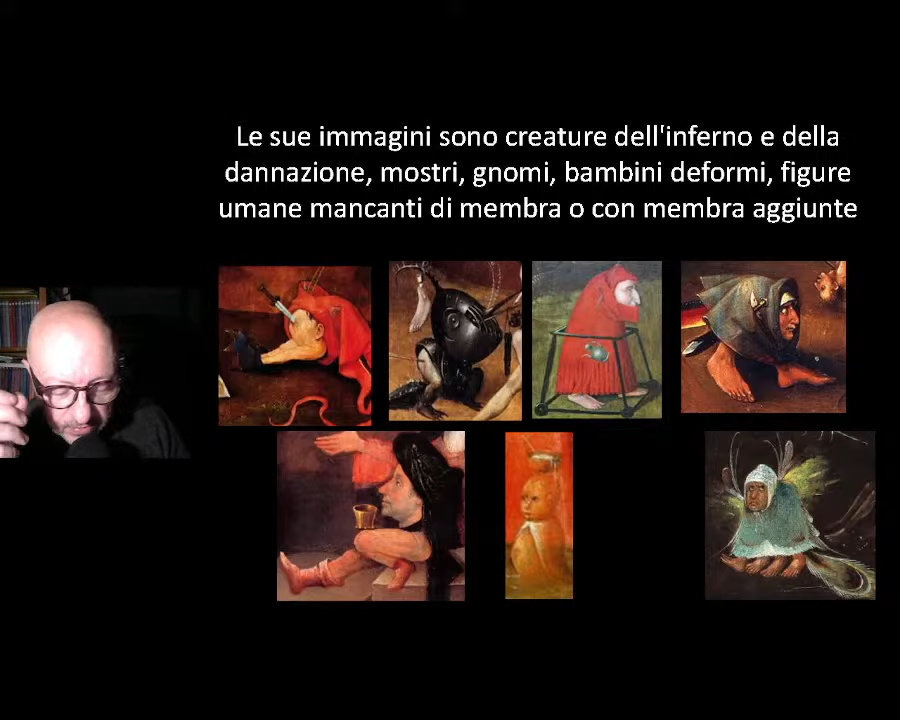 Le sue immagini sono creature dell'inferno e della
dannazione, mostri, gnomi, bambini deformi, figure
umane mancanti di membra o con membra aggiunte